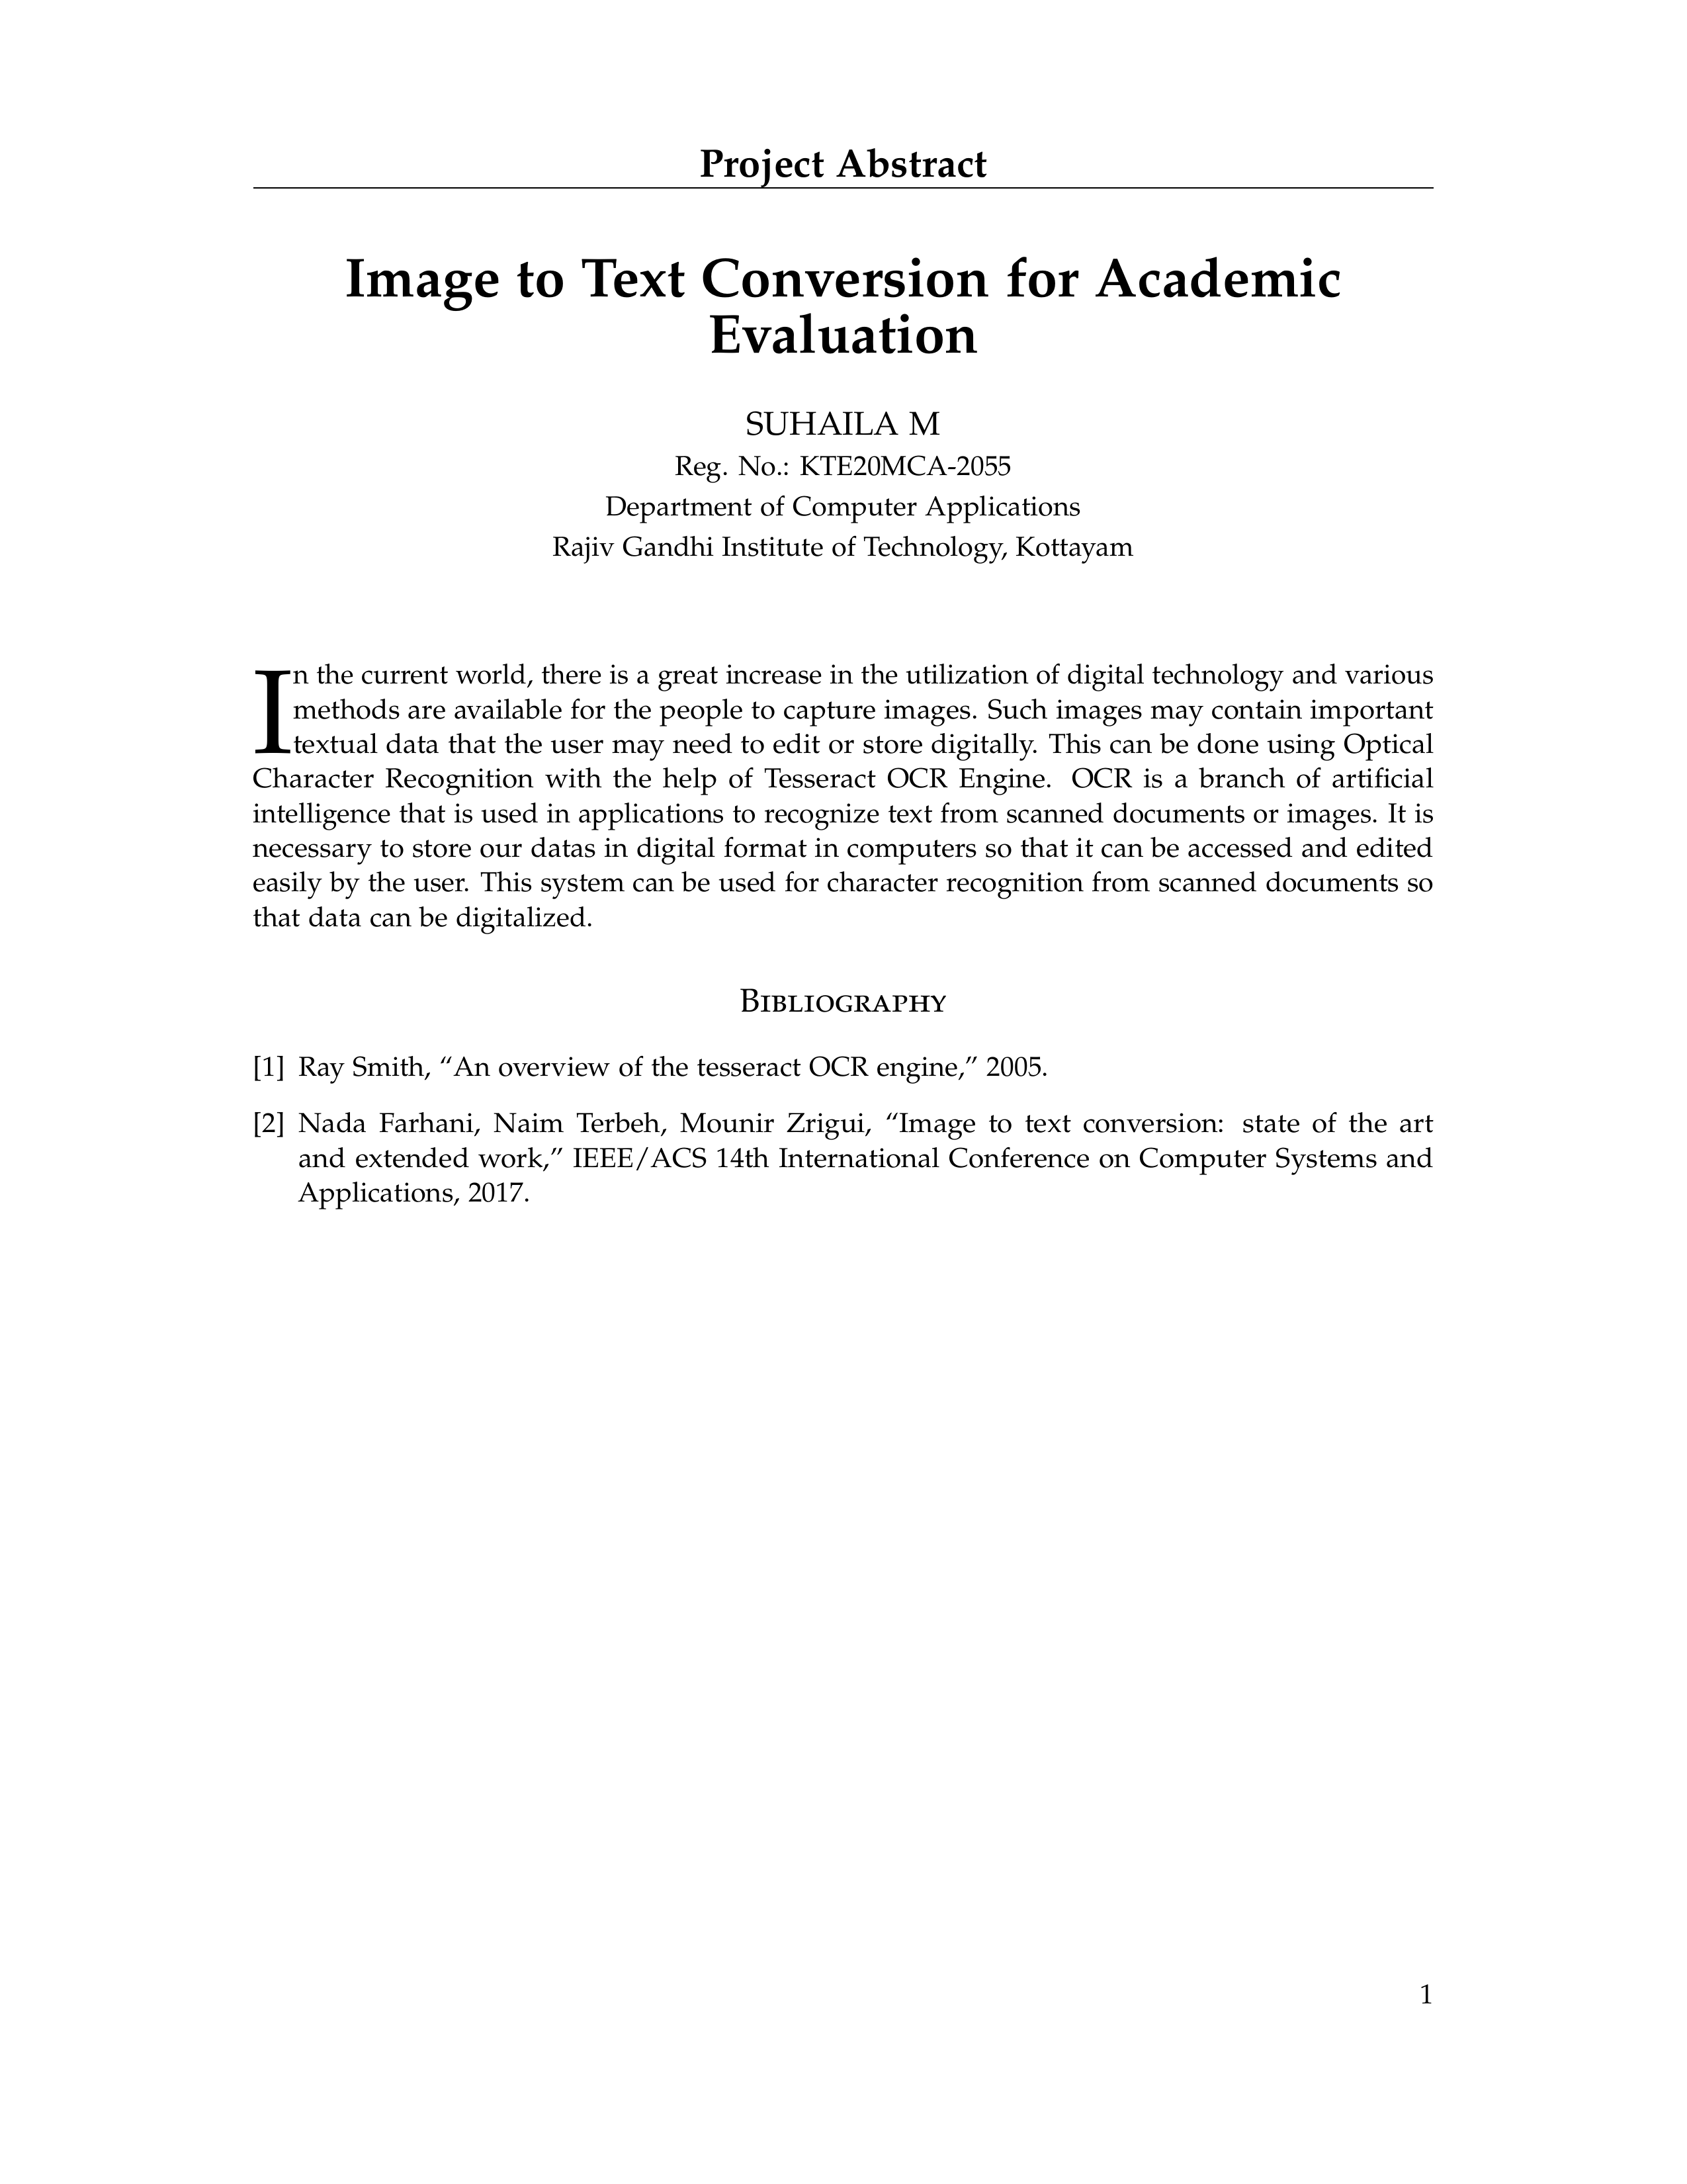 Project Abstract
Image to Text Conversion for Academic
Evaluation
SUHAILA M
Reg. No.: KTE20MCA-2055
Department of Computer Applications
Rajiv Gandhi Institute of Technology, Kottayam
In the current world, there is a great increase in the utilization of digital technology and various
methods are available for the people to capture images. Such images may contain important
textual data that the user may need to edit or store digitally. This can be done using Optical
Character Recognition with the help of Tesseract OCR Engine. OCR is a branch of artificial
intelligence that is used in applications to recognize text from scanned documents or images. It is
necessary to store our datas in digital format in computers so that it can be accessed and edited
easily by the user. This system can be used for character recognition from scanned documents so
that data can be digitalized.
Bibliography
[1] Ray Smith, “An overview of the tesseract OCR engine,” 2005.
[2] Nada Farhani, Naim Terbeh, Mounir Zrigui, “Image to text conversion: state of the art
and extended work,” IEEE/ACS 14th International Conference on Computer Systems and
Applications, 2017.
1